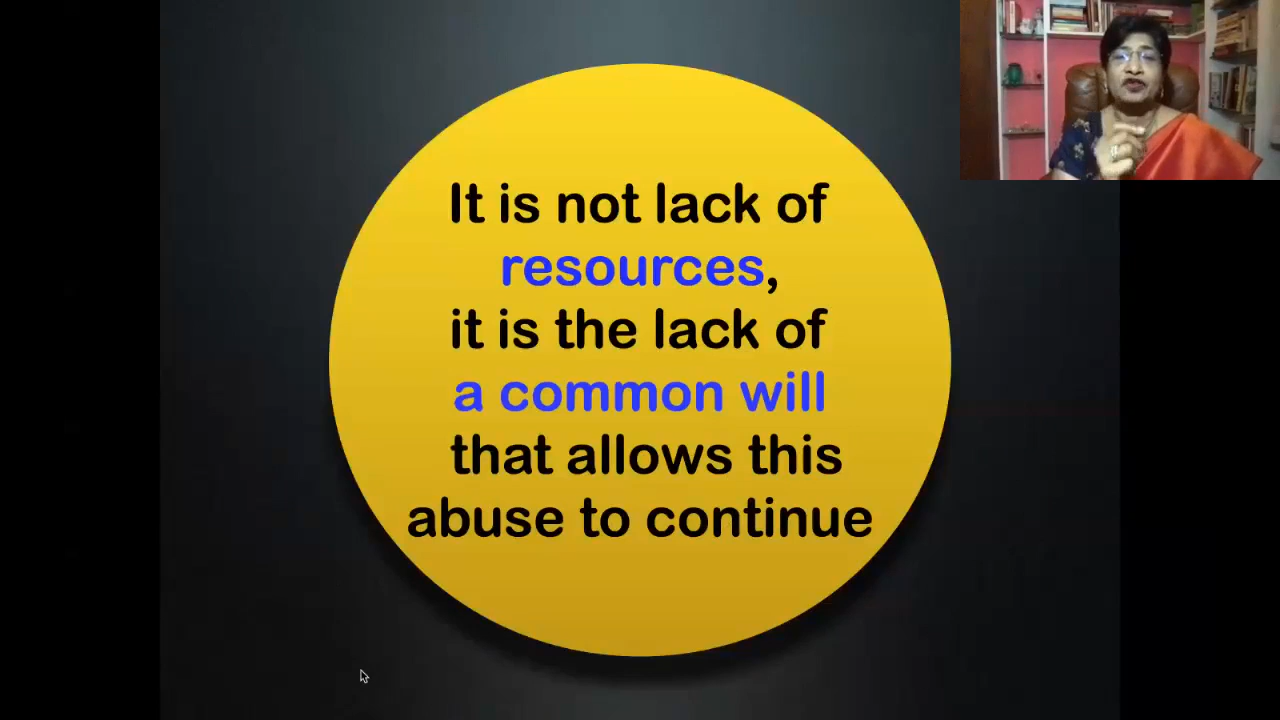 It is not lack of
resources,
it is the lack of
a common will
that allows this
abuse to continue